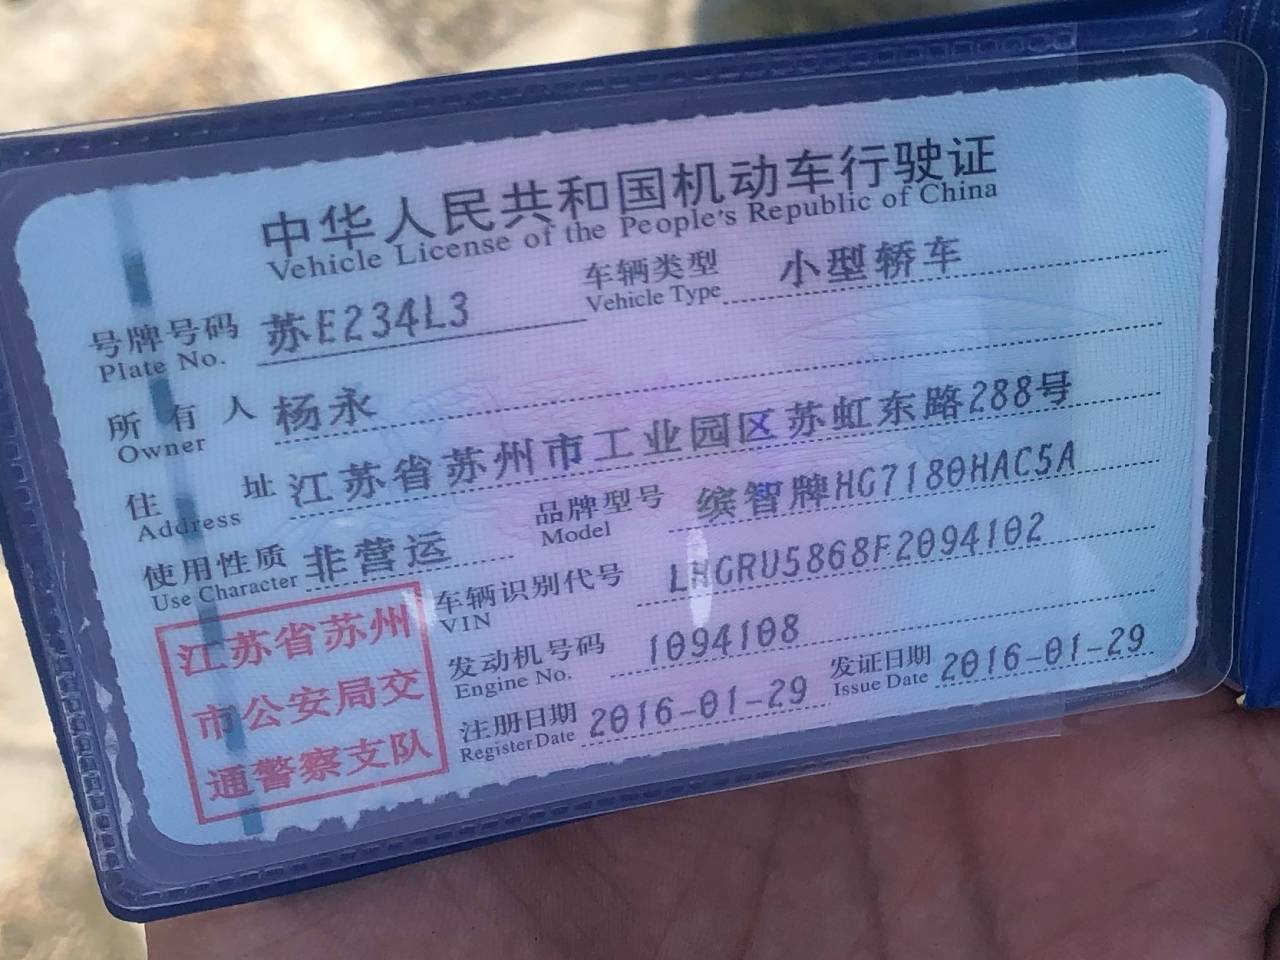 中华人民共和国机动车行驶证
Vehicle License of the People's Republic of China
号牌号码 苏E234L3 车辆类型 小型轿车
Plate No. Vehicle Type
所有人 杨永
Owner
住址 江苏省苏州市工业园区苏虹东路288号
Address
使用性质 非营运 品牌型号 缤智牌HG7180HAC5A
Use Character Model
车辆识别代号 LHGRU5868F2094102
VIN
发动机号码 1094108
Engine No.
注册日期 2016-01-29 发证日期 2016-01-29
Register Date Issue Date
江苏省苏州
市公安局交
通警察支队